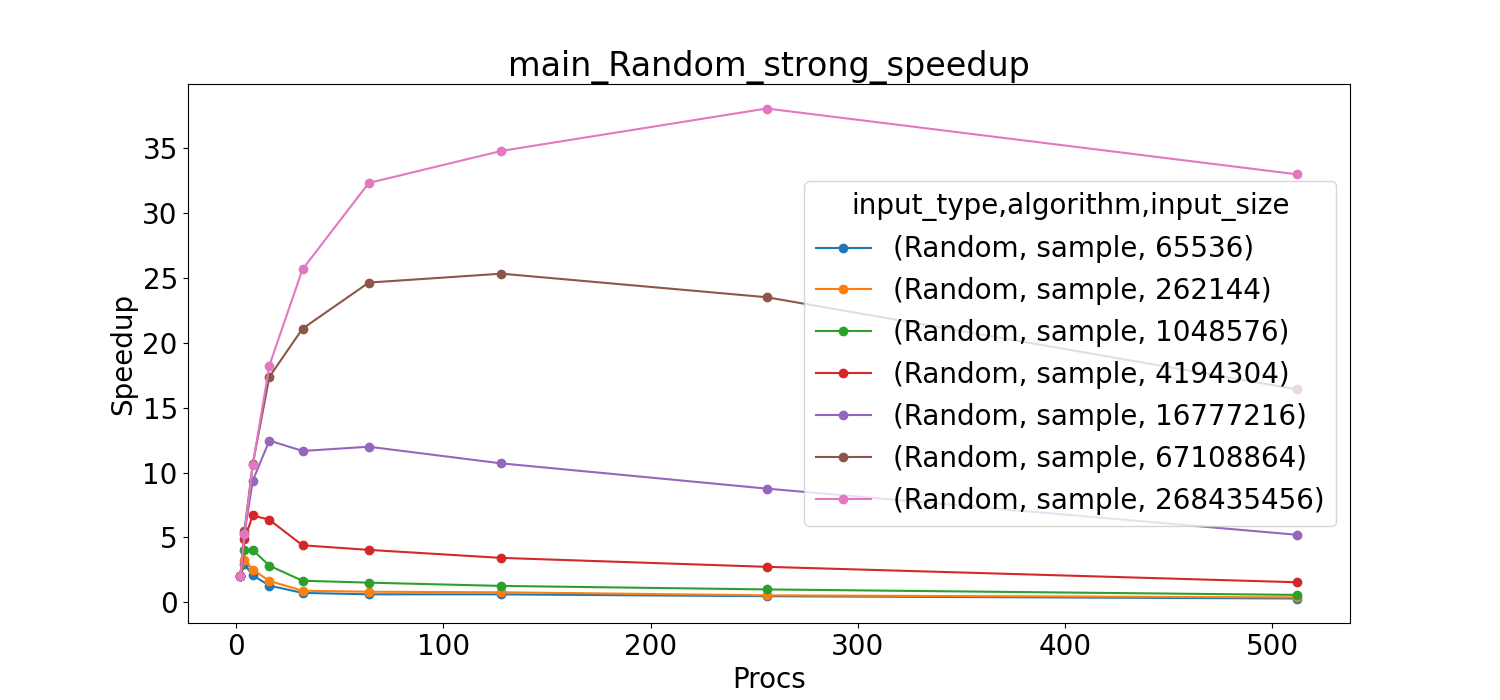 main_Random_strong_speedup
Speedup
35
30
25
20
15
10
5
0
input_type,algorithm,input_size
(Random, sample, 65536)
(Random, sample, 262144)
(Random, sample, 1048576)
(Random, sample, 4194304)
(Random, sample, 16777216)
(Random, sample, 67108864)
(Random, sample, 268435456)
0 100 200 300 400 500
Procs